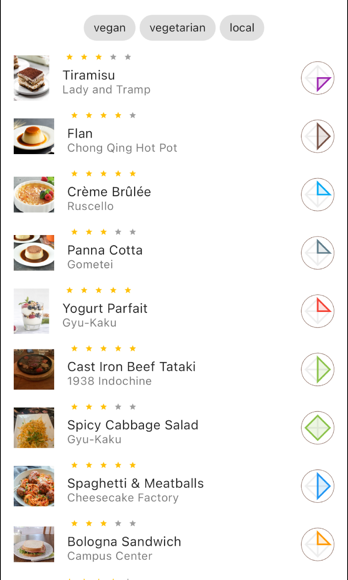 vegan vegetarian local
Tiramisu
Lady and Tramp
Flan
Chong Qing Hot Pot
Crème Brûlée
Ruscello
Panna Cotta
Gometei
Yogurt Parfait
Gyu-Kaku
Cast Iron Beef Tataki
1938 Indochine
Spicy Cabbage Salad
Gyu-Kaku
Spaghetti & Meatballs
Cheesecake Factory
Bologna Sandwich
Campus Center